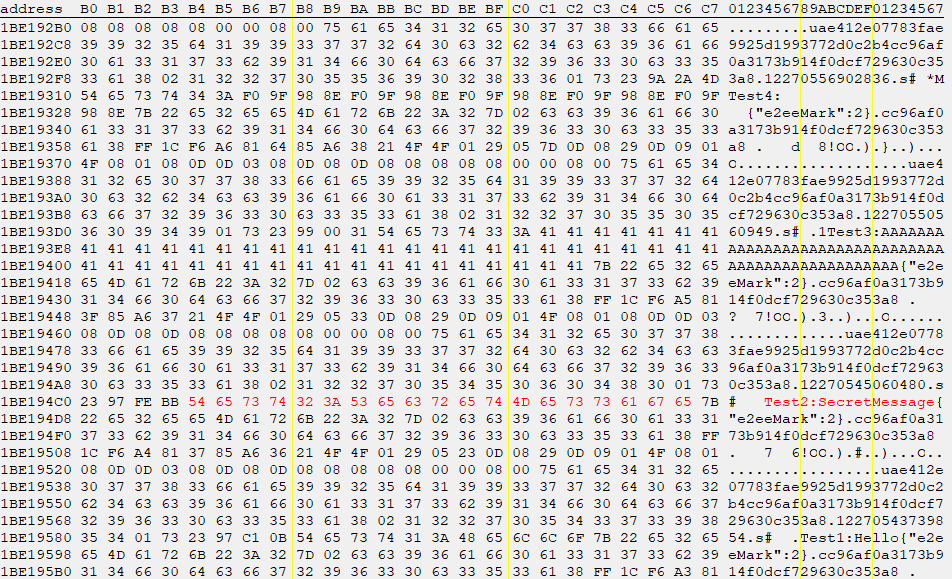 address B0 B1 B2 B3 B4 B5 B6 B7 B8 B9 BA BB BC BD BE BF C0 C1 C2 C3 C4 C5 C6 C7 0123456789ABCDEF01234567
1BE192B0 08 08 08 08 08 00 00 08 00 75 61 65 34 31 32 65 30 37 37 38 33 66 61 65 .........uae412e07783fae
1BE192C8 39 39 32 35 64 31 39 39 33 37 37 32 64 30 63 32 62 34 63 63 39 36 61 66 9925d1993772d0c2b4cc96af
1BE192E0 30 61 33 31 37 33 62 39 31 34 66 30 64 63 66 37 32 39 36 33 30 63 33 35 0a3173b914f0dcf729630c35
1BE192F8 33 61 38 02 31 32 32 37 30 35 35 36 39 30 32 38 33 36 01 73 23 9A 2A 4D 3a8.12270556902836.s# *M
1BE19310 54 65 73 74 34 3A F0 9F 98 8E F0 9F 98 8E F0 9F 98 8E F0 9F 98 8E F0 9F Test4:
1BE19328 98 8E 7B 22 65 32 65 65 4D 61 72 6B 22 3A 32 7D 02 63 63 39 36 61 66 30 {"e2eeMark":2}.cc96af0
1BE19340 61 33 31 37 33 62 39 31 34 66 30 64 63 66 37 32 39 36 33 30 63 33 35 33 a3173b914f0dcf729630c353
1BE19358 61 38 FF 1C F6 A6 81 64 85 A6 38 21 4F 4F 01 29 05 7D 0D 08 29 0D 09 01 a8 . d 8!OO.).}..)...
1BE19370 4F 08 01 08 0D 0D 03 08 0D 08 0D 08 08 08 08 08 00 00 08 00 75 61 65 34 O...................uae4
1BE19388 31 32 65 30 37 37 38 33 66 61 65 39 39 32 35 64 31 39 39 33 37 37 32 64 12e07783fae9925d1993772d
1BE193A0 30 63 32 62 34 63 63 39 36 61 66 30 61 33 31 37 33 62 39 31 34 66 30 64 0c2b4cc96af0a3173b914f0d
1BE193B8 63 66 37 32 39 36 33 30 63 33 35 33 61 38 02 31 32 32 37 30 35 35 30 35 cf729630c353a8.122705505
1BE193D0 36 30 39 34 39 01 73 23 99 00 31 54 65 73 74 33 3A 41 41 41 41 41 41 41 60949.s# .1Test3:AAAAAAA
1BE193E8 41 41 41 41 41 41 41 41 41 41 41 41 41 41 41 41 41 41 41 41 41 41 41 41 AAAAAAAAAAAAAAAAAAAAAAAA
1BE19400 41 41 41 41 41 41 41 41 41 41 41 41 41 41 41 41 41 41 41 7B 22 65 32 65 AAAAAAAAAAAAAAAAAAA{"e2e
1BE19418 65 4D 61 72 6B 22 3A 32 7D 02 63 63 39 36 61 66 30 61 33 31 37 33 62 39 eMark":2}.cc96af0a3173b9
1BE19430 31 34 66 30 64 63 66 37 32 39 36 33 30 63 33 35 33 61 38 FF 1C F6 A5 81 14f0dcf729630c353a8 .
1BE19448 3F 85 A6 37 21 4F 4F 01 29 05 33 0D 08 29 0D 09 01 4F 08 01 08 0D 0D 03 ? 7!OO.).3..)...O......
1BE19460 08 0D 08 0D 08 08 08 08 08 00 00 08 00 75 61 65 34 31 32 65 30 37 37 38 .............uae412e0778
1BE19478 33 66 61 65 39 39 32 35 64 31 39 39 33 37 37 32 64 30 63 32 62 34 63 63 3fae9925d1993772d0c2b4cc
1BE19490 39 36 61 66 30 61 33 31 37 33 62 39 31 34 66 30 64 63 66 37 32 39 36 33 96af0a3173b914f0dcf72963
1BE194A8 30 63 33 35 33 61 38 02 31 32 32 37 30 35 34 35 30 36 30 34 38 30 01 73 0c353a8.12270545060480.s
1BE194C0 23 97 FE BB 54 65 73 74 32 3A 53 65 63 72 65 74 4D 65 73 73 61 67 65 7B # Test2:SecretMessage{
1BE194D8 22 65 32 65 65 4D 61 72 6B 22 3A 32 7D 02 63 63 39 36 61 66 30 61 33 31 "e2eeMark":2}.cc96af0a31
1BE194F0 37 33 62 39 31 34 66 30 64 63 66 37 32 39 36 33 30 63 33 35 33 61 38 FF 73b914f0dcf729630c353a8
1BE19508 1C F6 A4 81 37 85 A6 36 21 4F 4F 01 29 05 23 0D 08 29 0D 09 01 4F 08 01 . 7 6!OO.).#..)...O..
1BE19520 08 0D 0D 03 08 0D 08 0D 08 08 08 08 08 00 00 08 00 75 61 65 34 31 32 65 .................uae412e
1BE19538 30 37 37 38 33 66 61 65 39 39 32 35 64 31 39 39 33 37 37 32 64 30 63 32 07783fae9925d1993772d0c2
1BE19550 62 34 63 63 39 36 61 66 30 61 33 31 37 33 62 39 31 34 66 30 64 63 66 37 b4cc96af0a3173b914f0dcf7
1BE19568 32 39 36 33 30 63 33 35 33 61 38 02 31 32 32 37 30 35 34 33 37 33 39 38 29630c353a8.122705437398
1BE19580 35 34 01 73 23 97 C1 0B 54 65 73 74 31 3A 48 65 6C 6C 6F 7B 22 65 32 65 54.s# .Test1:Hello{"e2e
1BE19598 65 4D 61 72 6B 22 3A 32 7D 02 63 63 39 36 61 66 30 61 33 31 37 33 62 39 eMark":2}.cc96af0a3173b9
1BE195B0 31 34 66 30 64 63 66 37 32 39 36 33 30 63 35 33 33 61 38 FF 1C F6 A3 81 14f0dcf729630c353a8 .